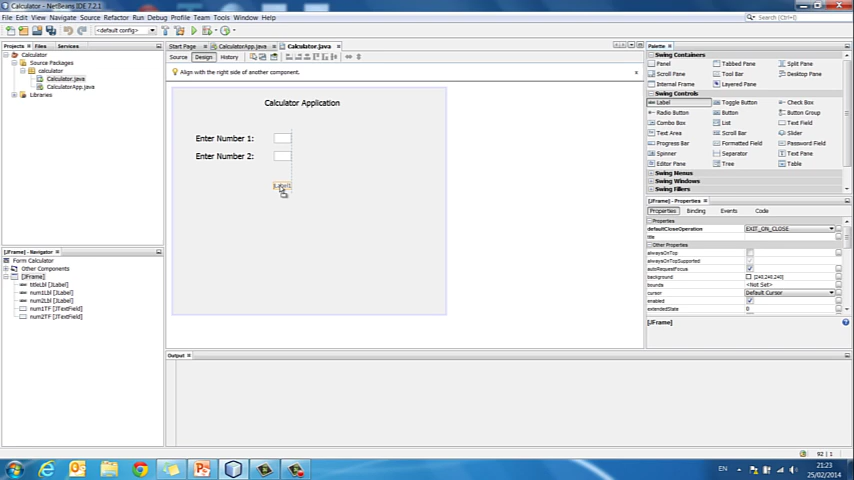 Calculator - NetBeans IDE 7.2.1
File Edit View Navigate Source Refactor Run Debug Profile Team Tools Window Help
Search (Ctrl+I)
<default config>
Projects Files Services
Calculator
Source Packages
calculator
Calculator.java
CalculatorApp.java
Libraries
Start Page CalculatorApp.java Calculator.java
Source Design History
Align with the right side of another component.
Calculator Application
Enter Number 1:
Enter Number 2:
jLabel1
[JFrame] - Navigator
Form Calculator
Other Components
[JFrame]
titleLbl [JLabel]
num1Lbl [JLabel]
num2Lbl [JLabel]
num1TF [JTextField]
num2TF [JTextField]
Output
Palette
Swing Containers
Panel Tabbed Pane Split Pane
Scroll Pane Tool Bar Desktop Pane
Internal Frame Layered Pane
Swing Controls
Label Toggle Button Check Box
Radio Button Button Button Group
Combo Box List Text Field
Text Area Scroll Bar Slider
Progress Bar Formatted Field Password Field
Spinner Separator Text Pane
Editor Pane Tree Table
Swing Menus
Swing Windows
Swing Fillers
[JFrame] - Properties
Properties Binding Events Code
Properties
defaultCloseOperation EXIT_ON_CLOSE
title
Other Properties
alwaysOnTop
alwaysOnTopSupported
autoRequestFocus
background [240,240,240]
bounds <Not Set>
cursor Default Cursor
enabled
extendedState 0
[JFrame]
92 | 1
EN
21:23
25/02/2014